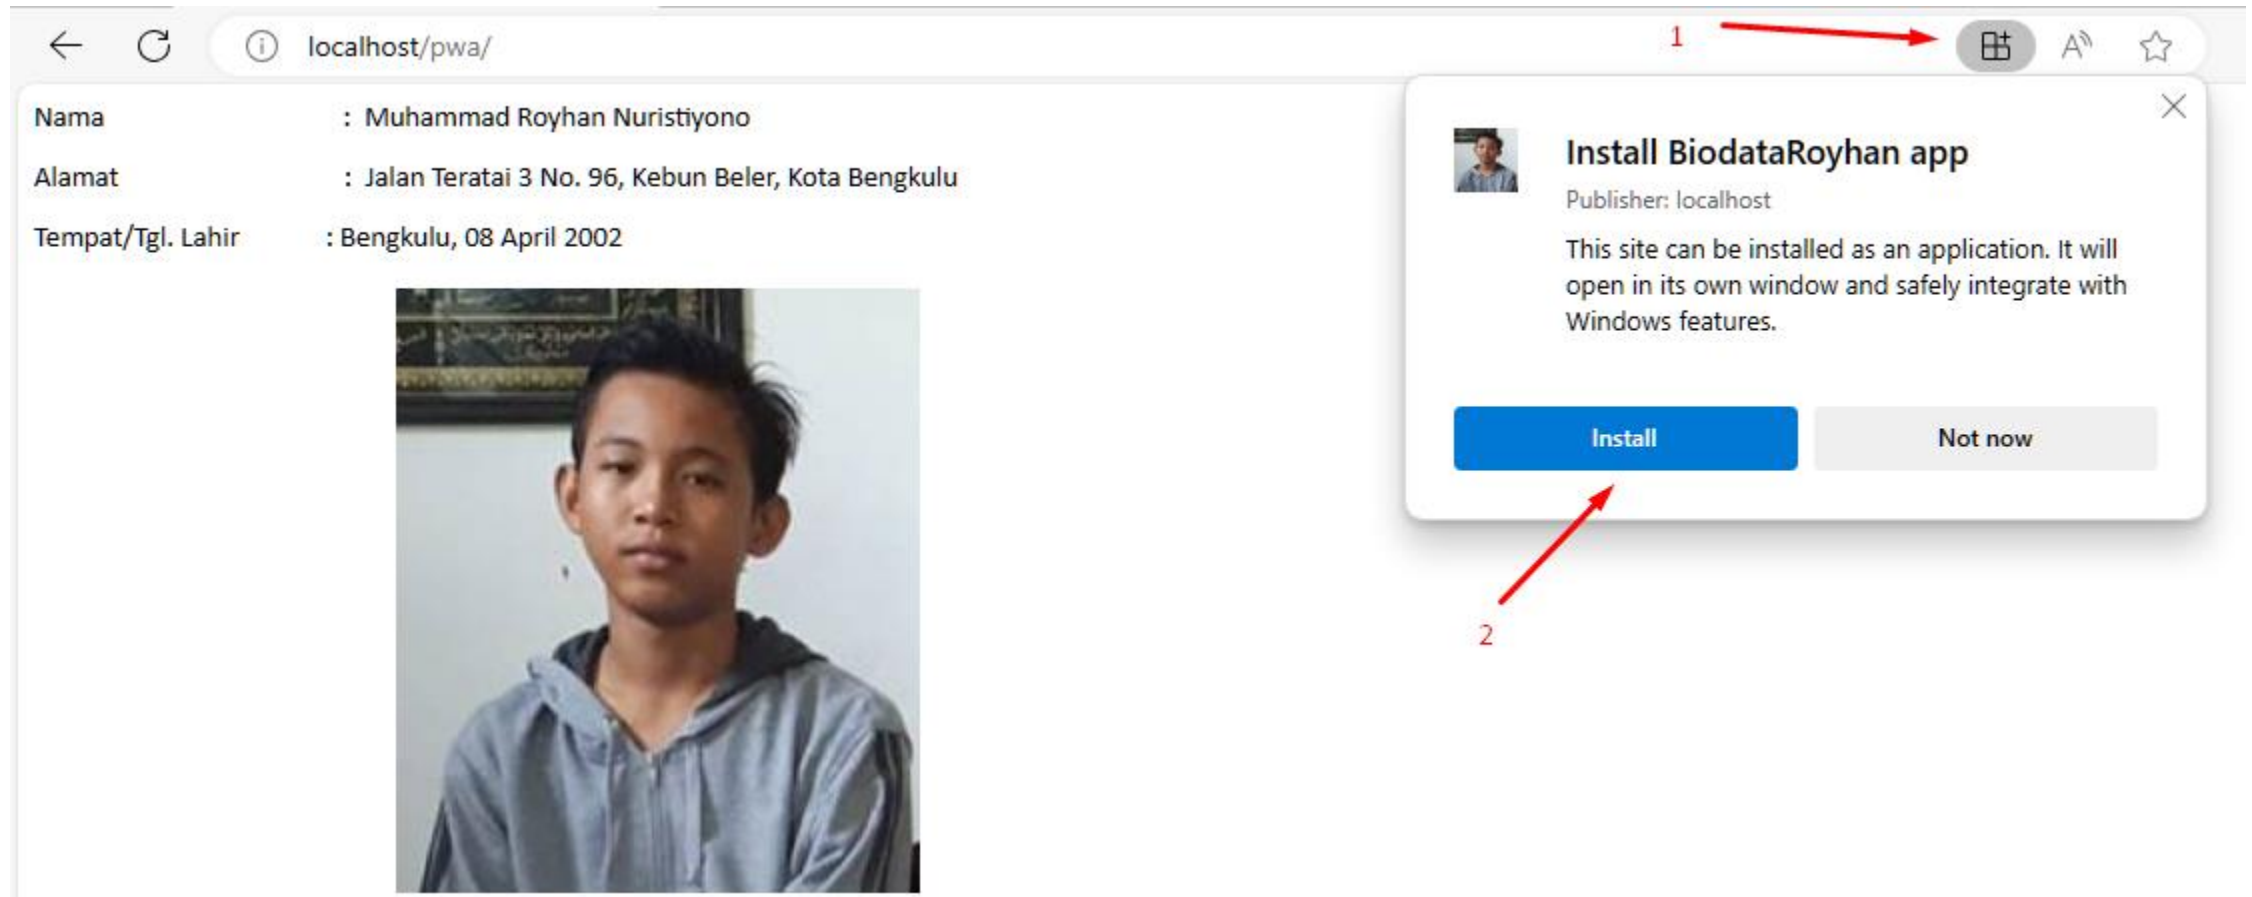 localhost/pwa/
1
Nama : Muhammad Royhan Nuristiyono
Alamat : Jalan Teratai 3 No. 96, Kebun Beler, Kota Bengkulu
Tempat/Tgl. Lahir : Bengkulu, 08 April 2002
Install BiodataRoyhan app
Publisher: localhost
This site can be installed as an application. It will
open in its own window and safely integrate with
Windows features.
Install
Not now
2